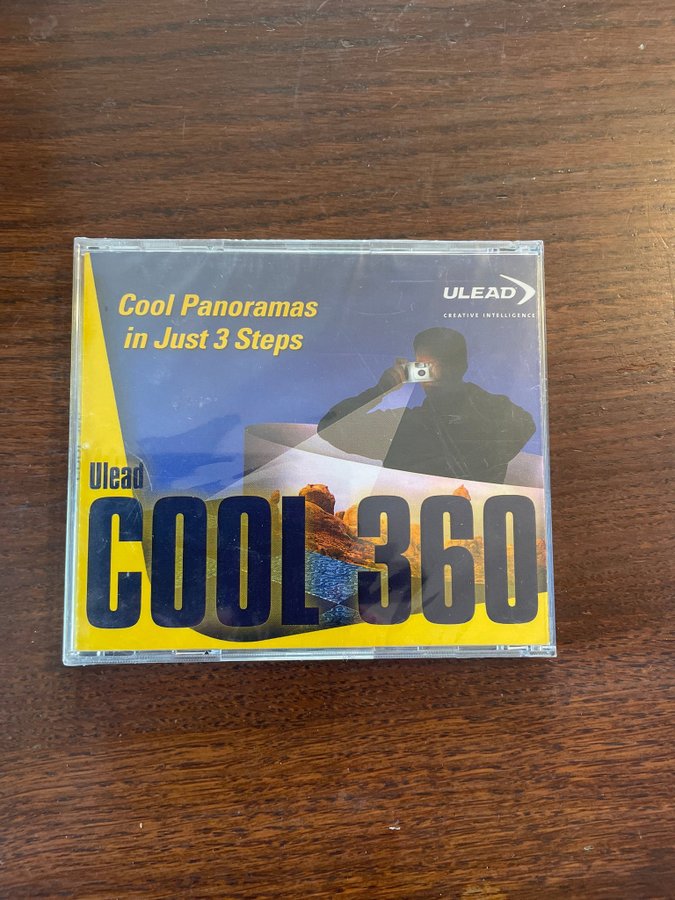 Cool Panoramas
in Just 3 Steps
ULEAD
CREATIVE INTELLIGENCE
Ulead
COOL 360